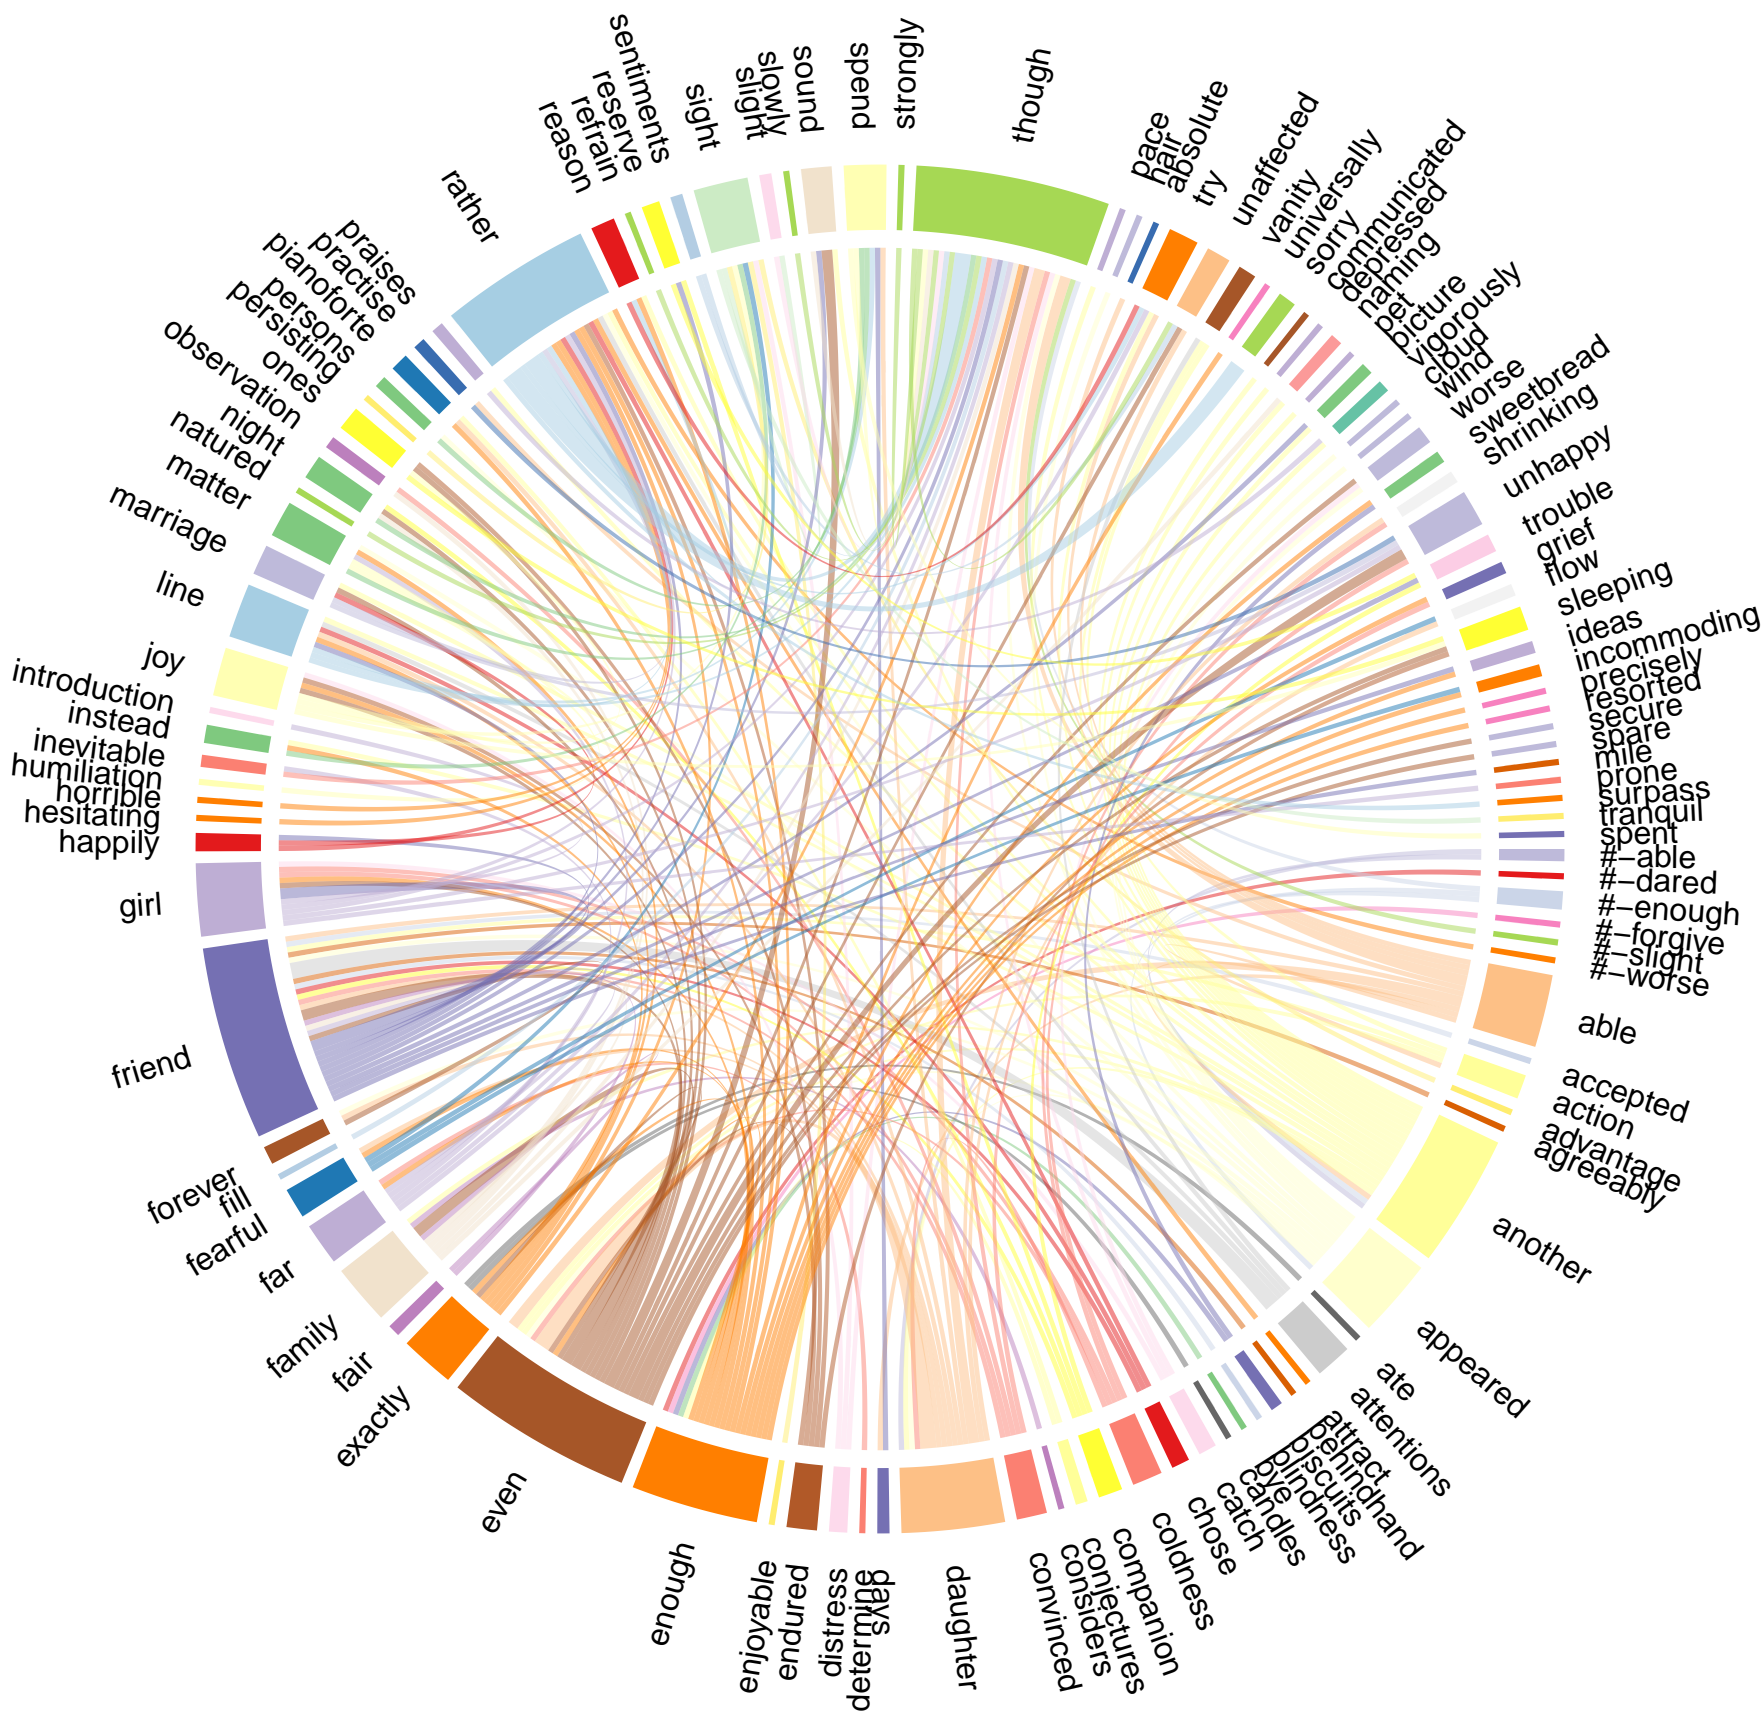 strongly
though
pace
hair
absolute
try
unaffected
vanity
universally
sorry
communicated
depressed
naming
pet
picture
vigorously
cloud
wind
worse
sweetbread
shrinking
unhappy
trouble
grief
flow
sleeping
ideas
incommoding
precisely
resorted
secure
spare
mile
prone
surpass
tranquil
spent
#–able
#–dared
#–enough
#–forgive
#–slight
#–worse
able
accepted
action
advantage
agreeably
another
appeared
ate
attentions
attract
behindhand
biscuits
blindness
bye
candles
catch
chose
coldness
companion
conjectures
considers
convinced
daughter
days
determine
distress
endured
enjoyable
enough
even
exactly
fair
family
far
fearful
fill
forever
friend
girl
happily
hesitating
horrible
humiliation
inevitable
instead
introduction
joy
line
marriage
matter
natured
night
observation
ones
persisting
persons
pianoforte
practise
praises
rather
reason
refrain
reserve
sentiments
sight
slight
slowly
sound
spend